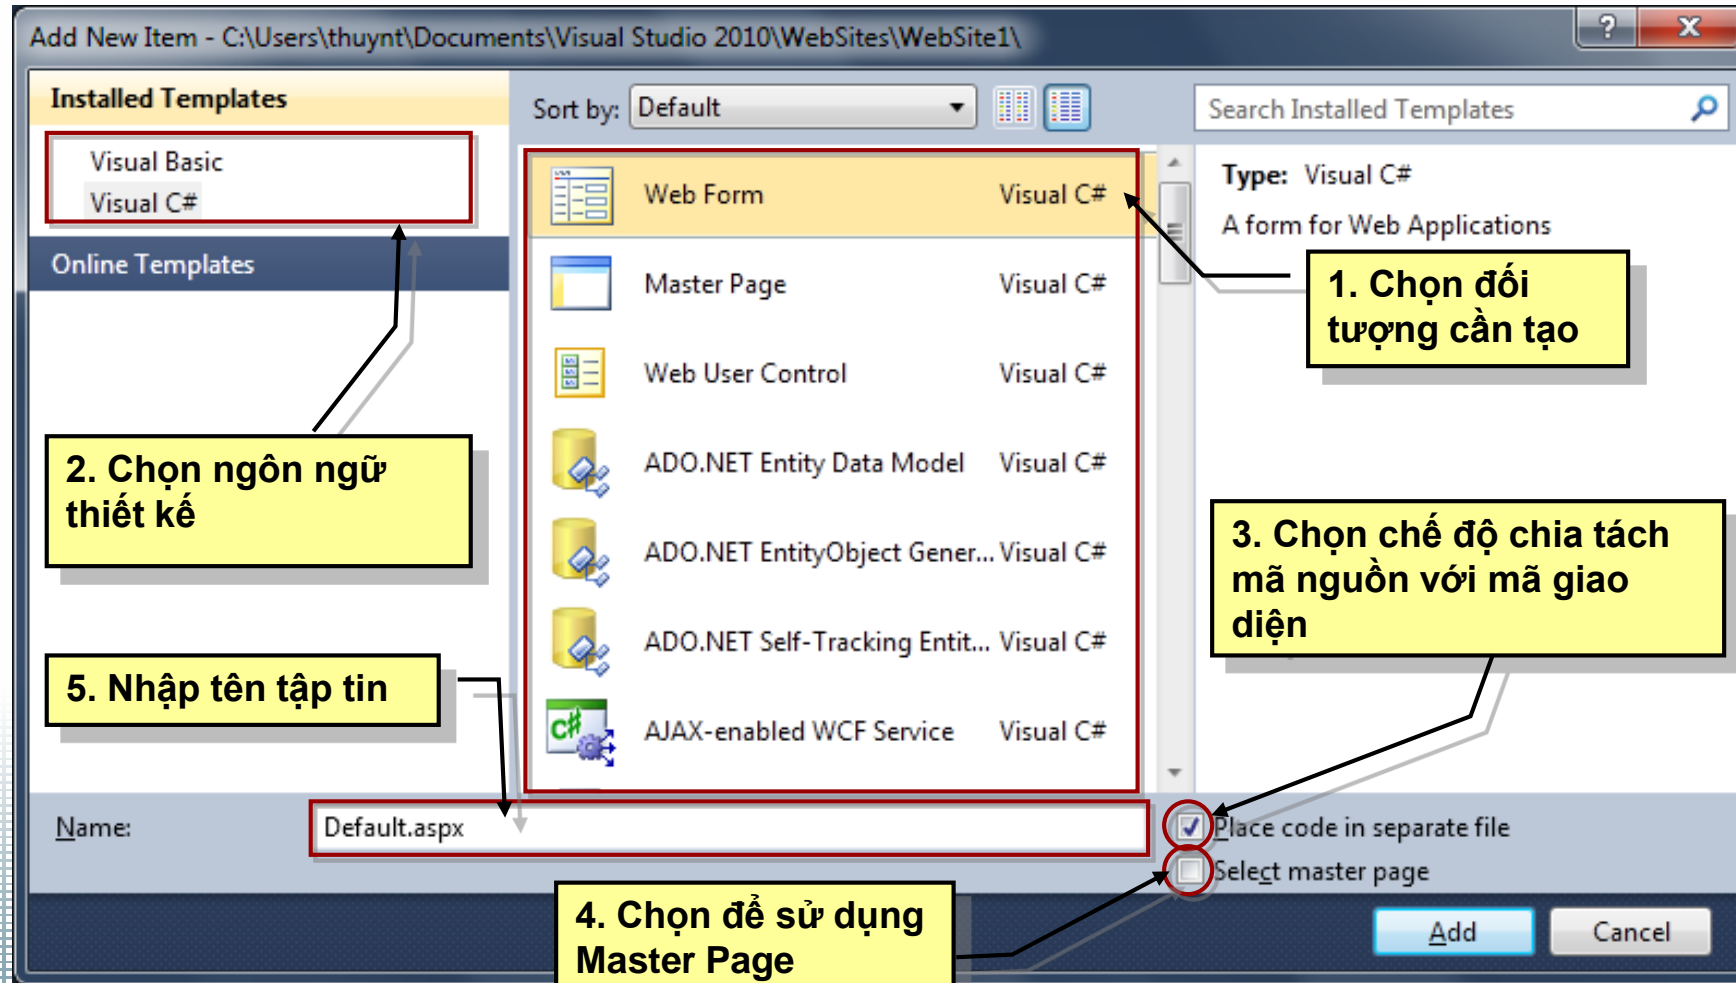 Add New Item - C:\Users\thuynt\Documents\Visual Studio 2010\WebSites\WebSite1\
Installed Templates
Visual Basic
Visual C#
Online Templates
Sort by: Default
Search Installed Templates
Web Form Visual C#
Master Page Visual C#
Web User Control Visual C#
ADO.NET Entity Data Model Visual C#
ADO.NET EntityObject Gener... Visual C#
ADO.NET Self-Tracking Entit... Visual C#
AJAX-enabled WCF Service Visual C#
Type: Visual C#
A form for Web Applications
1. Chọn đối
tượng cần tạo
2. Chọn ngôn ngữ
thiết kế
3. Chọn chế độ chia tách
mã nguồn với mã giao
diện
5. Nhập tên tập tin
Name: Default.aspx
Place code in separate file
Select master page
4. Chọn để sử dụng
Master Page
Add Cancel